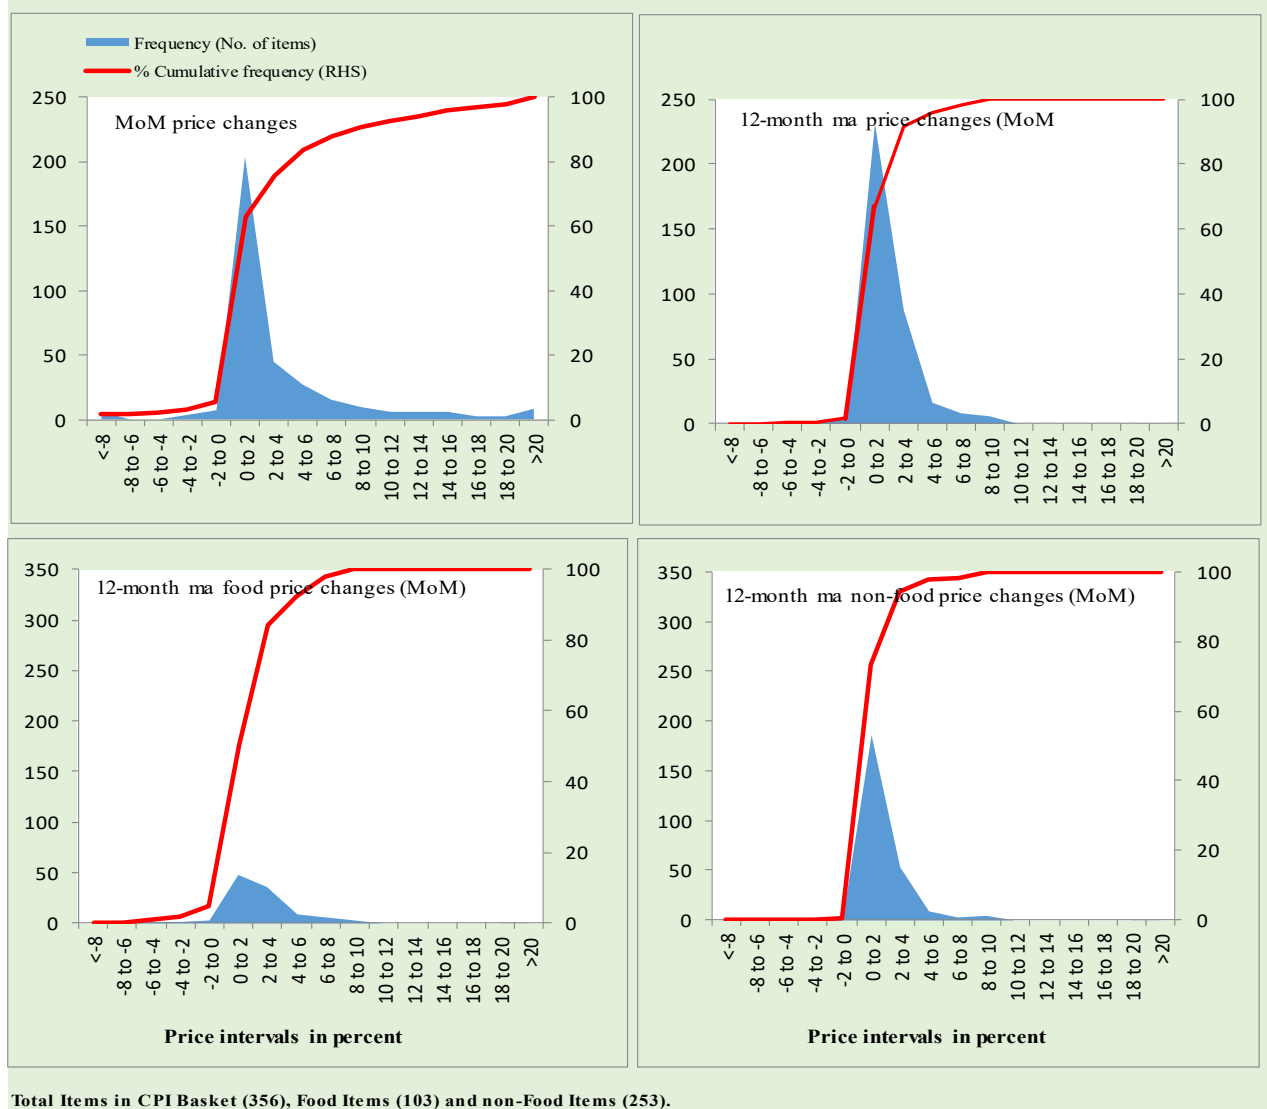 Frequency (No. of items)
% Cumulative frequency (RHS)
MoM price changes
250
200
150
100
50
0
100
80
60
40
20
0
<-8
-8 to -6
-6 to -4
-4 to -2
-2 to 0
0 to 2
2 to 4
4 to 6
6 to 8
8 to 10
10 to 12
12 to 14
14 to 16
16 to 18
18 to 20
>20
12-month ma price changes (MoM
250
200
150
100
50
0
100
80
60
40
20
0
<-8
-8 to -6
-6 to -4
-4 to -2
-2 to 0
0 to 2
2 to 4
4 to 6
6 to 8
8 to 10
10 to 12
12 to 14
14 to 16
16 to 18
18 to 20
>20
12-month ma food price changes (MoM)
350
300
250
200
150
100
50
0
100
80
60
40
20
0
<-8
-8 to -6
-6 to -4
-4 to -2
-2 to 0
0 to 2
2 to 4
4 to 6
6 to 8
8 to 10
10 to 12
12 to 14
14 to 16
16 to 18
18 to 20
>20
Price intervals in percent
12-month ma non-food price changes (MoM)
350
300
250
200
150
100
50
0
100
80
60
40
20
0
<-8
-8 to -6
-6 to -4
-4 to -2
-2 to 0
0 to 2
2 to 4
4 to 6
6 to 8
8 to 10
10 to 12
12 to 14
14 to 16
16 to 18
18 to 20
>20
Price intervals in percent
Total Items in CPI Basket (356), Food Items (103) and non-Food Items (253).